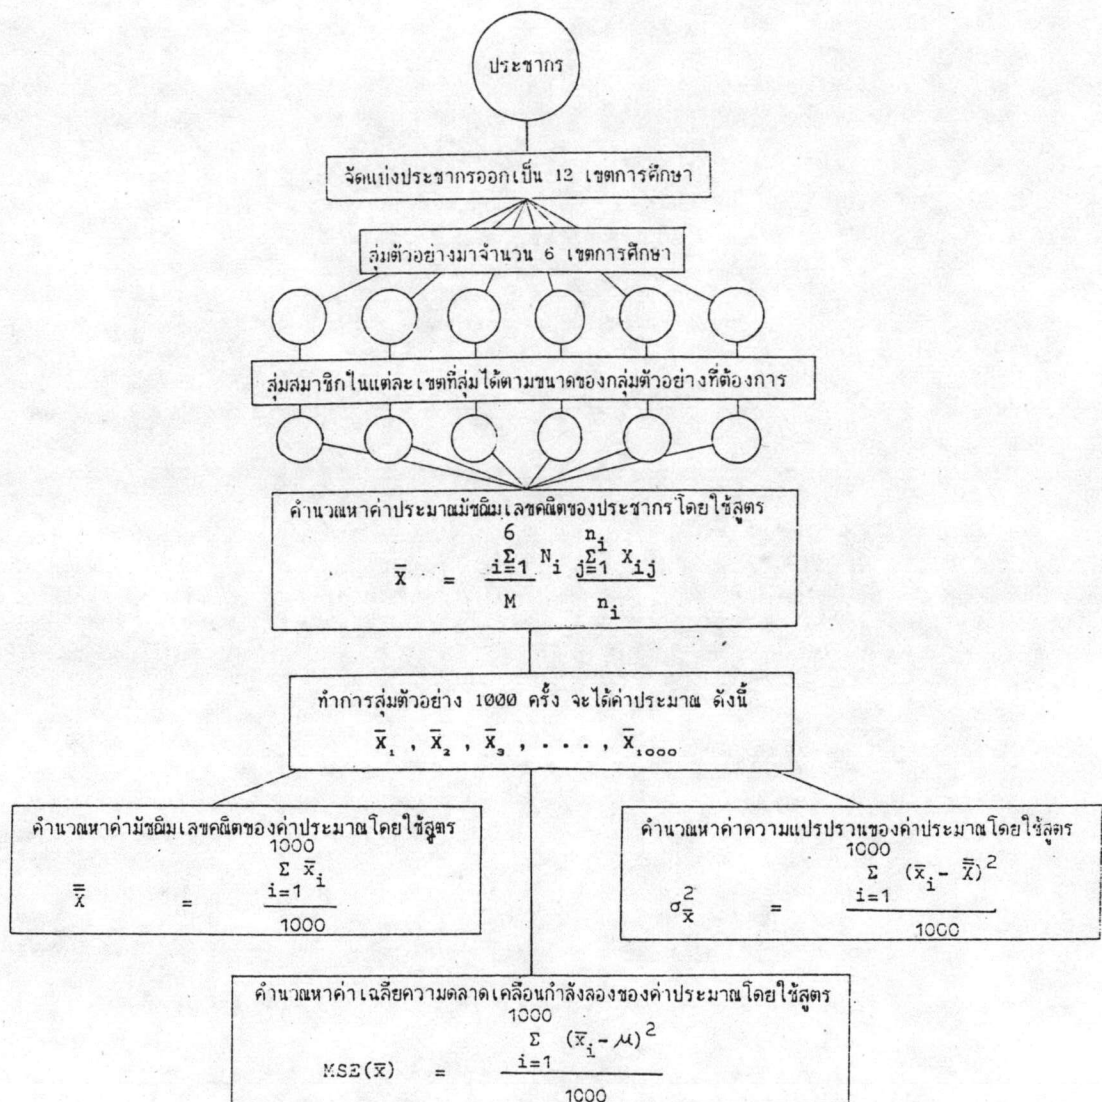 ประชากร
จัดแบ่งประชากรออกเป็น 12 เขตการศึกษา
สุ่มตัวอย่างมาจำนวน 6 เขตการศึกษา
สุ่มสมาชิกในแต่ละเขตที่สุ่มได้ตามขนาดของกลุ่มตัวอย่างที่ต้องการ
คำนวณหาค่าประมาณมัชฌิมเลขคณิตของประชากรโดยใช้สูตร
6 n_i
X̄ = Σ N_i Σ X_ij
i=1 j=1
M n_i
ทำการสุ่มตัวอย่าง 1000 ครั้ง จะได้ค่าประมาณ ดังนี้
X̄₁ , X̄₂ , X̄₃ , . . . , X̄₁₀₀₀
คำนวณหาค่ามัชฌิมเลขคณิตของค่าประมาณโดยใช้สูตร
1000
Σ x̄_i
X̿ = i=1
1000
คำนวณหาค่าความแปรปรวนของค่าประมาณโดยใช้สูตร
1000
Σ (x̄_i - X̿)²
σ²_x̄ = i=1
1000
คำนวณหาค่าเฉลี่ยความตลาดเคลื่อนกำลังลองของค่าประมาณโดยใช้สูตร
1000
Σ (x̄_i - μ)²
MSE(x̄) = i=1
1000